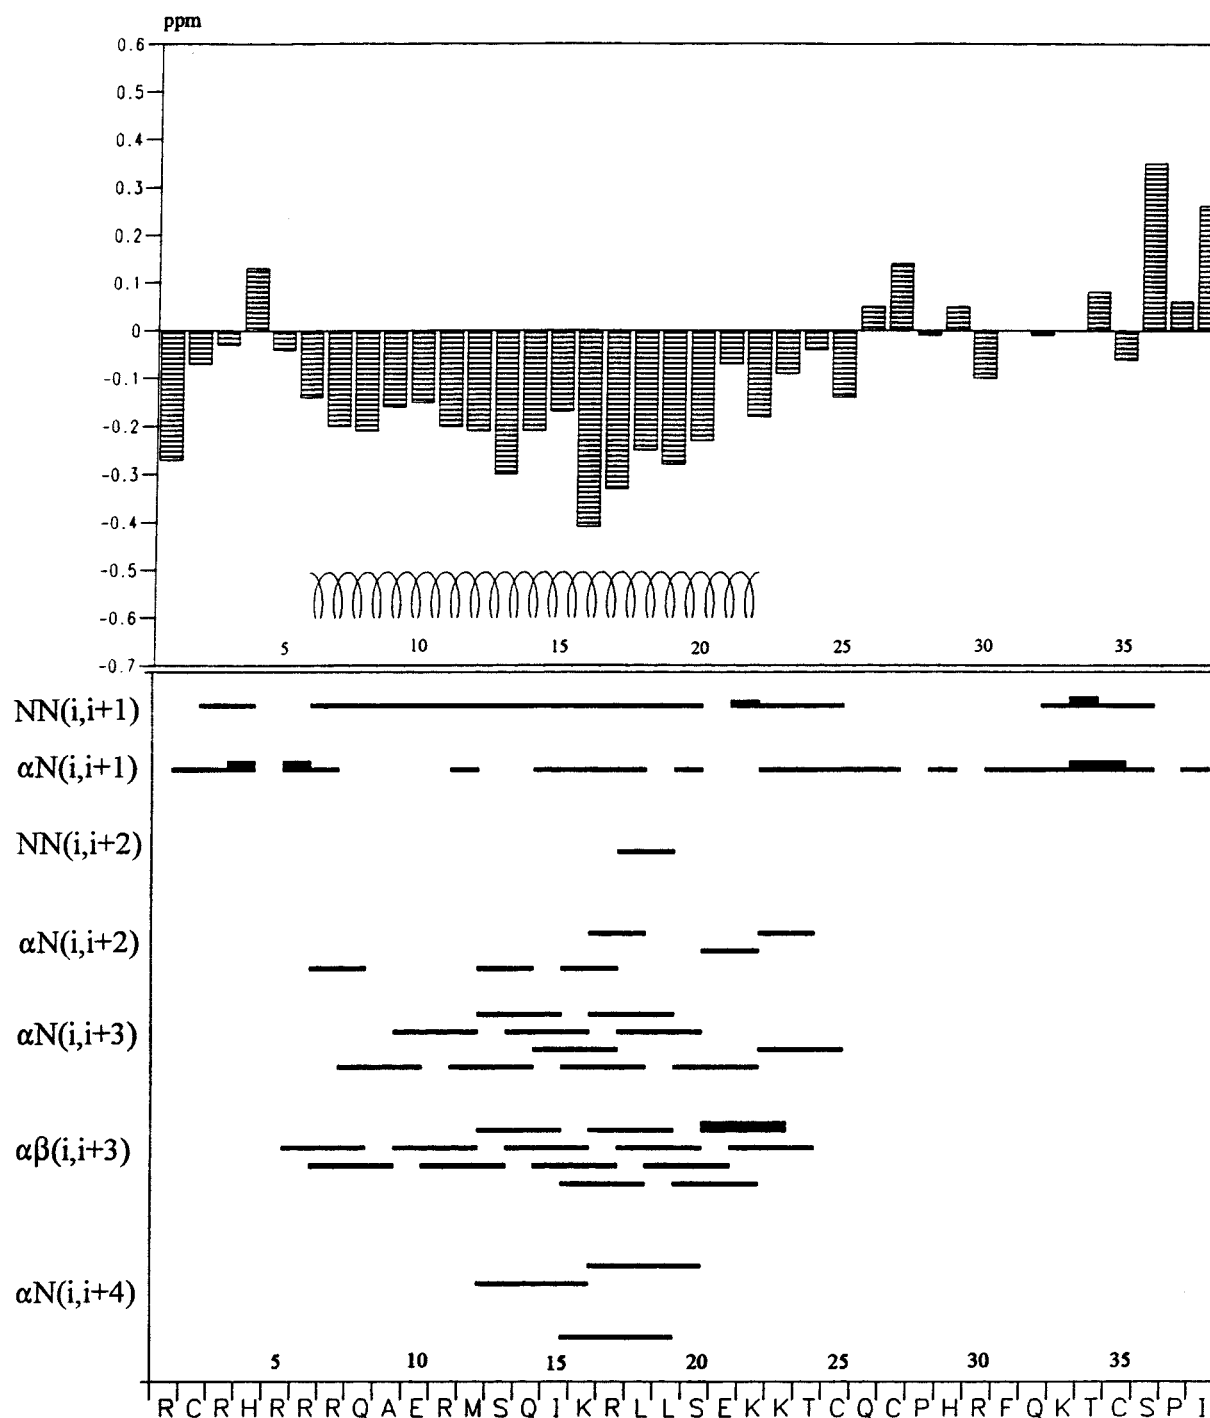 ppm
0.6
0.5
0.4
0.3
0.2
0.1
0
-0.1
-0.2
-0.3
-0.4
-0.5
-0.6
5 10 15 20 25 30 35
-0.7
NN(i,i+1)
αN(i,i+1)
NN(i,i+2)
αN(i,i+2)
αN(i,i+3)
αβ(i,i+3)
αN(i,i+4)
5 10 15 20 25 30 35
R C R H R R R Q A E R M S Q I K R L L S E K K T C Q C P H R F Q K T C S P I